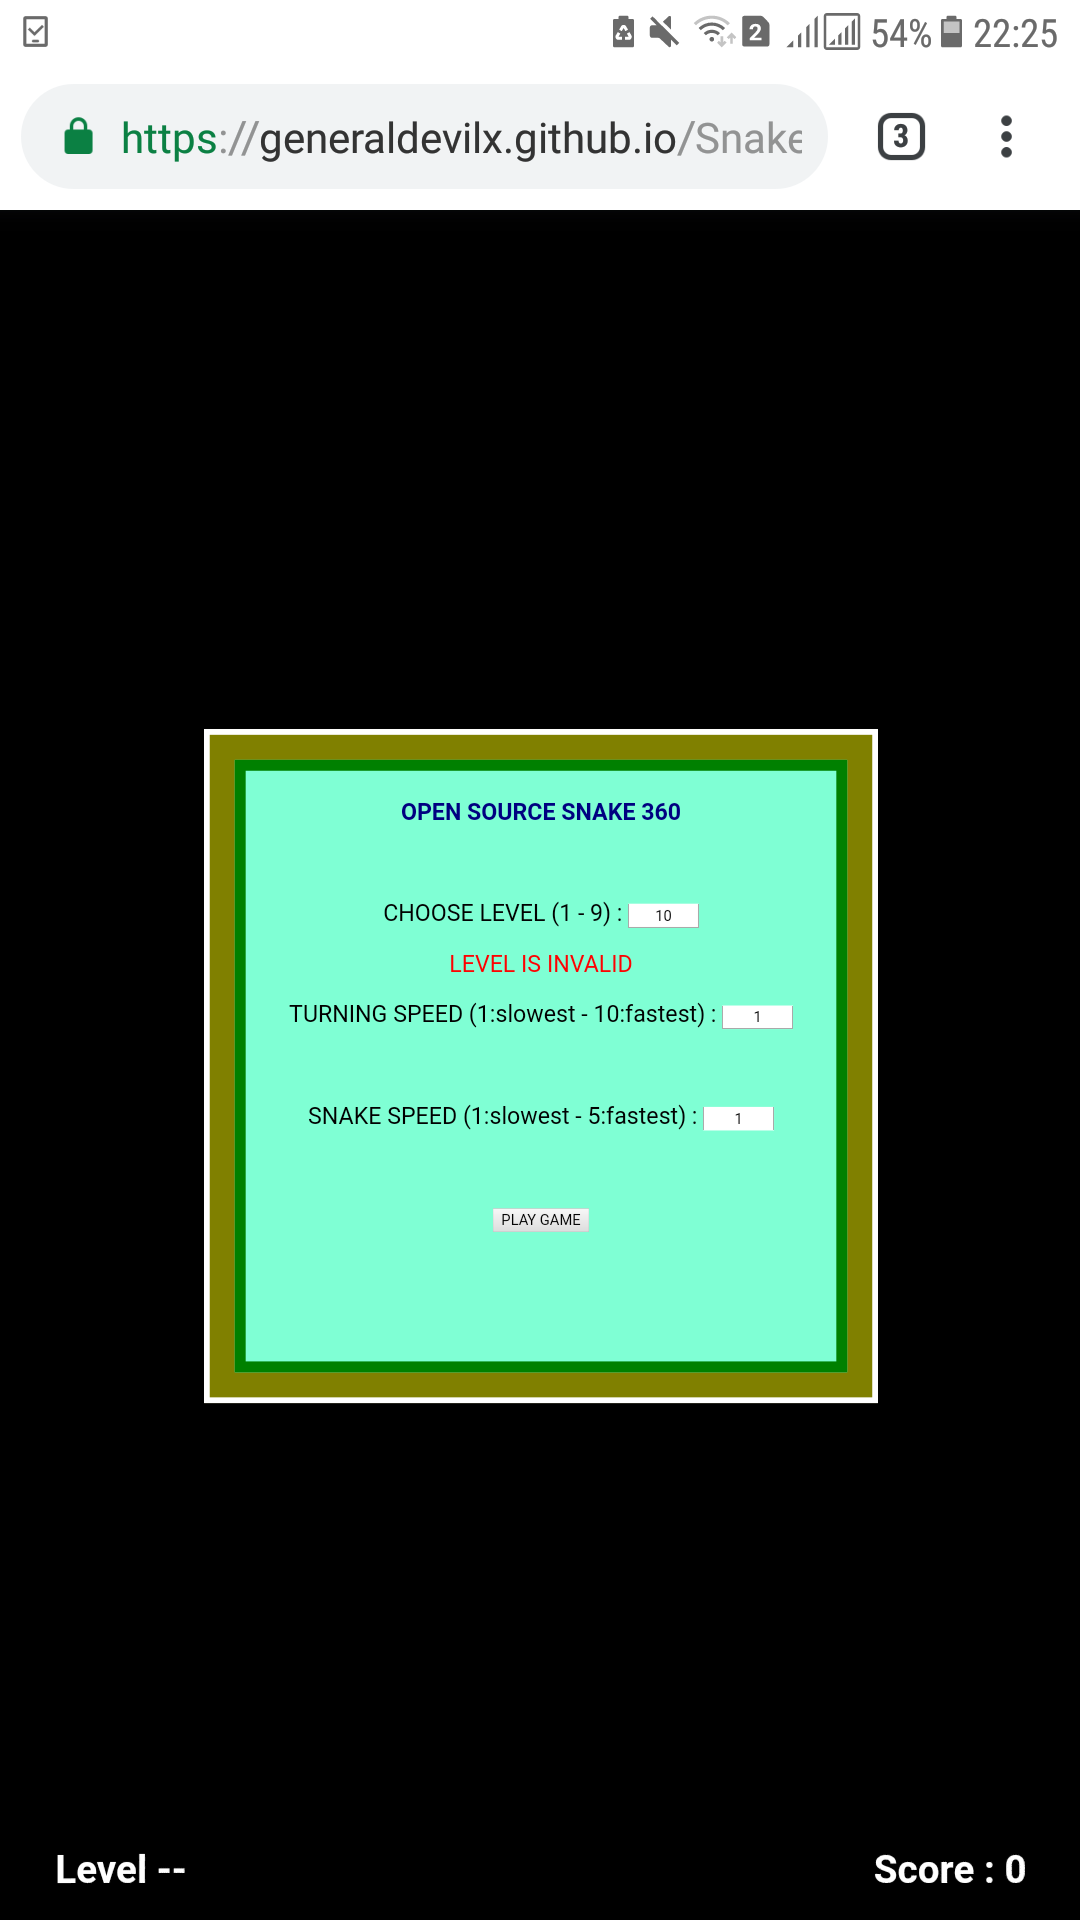 2 54% 22:25
https://generaldevilx.github.io/Snake
3
OPEN SOURCE SNAKE 360
CHOOSE LEVEL (1 - 9) : 10
LEVEL IS INVALID
TURNING SPEED (1:slowest - 10:fastest) : 1
SNAKE SPEED (1:slowest - 5:fastest) : 1
PLAY GAME
Level --
Score : 0